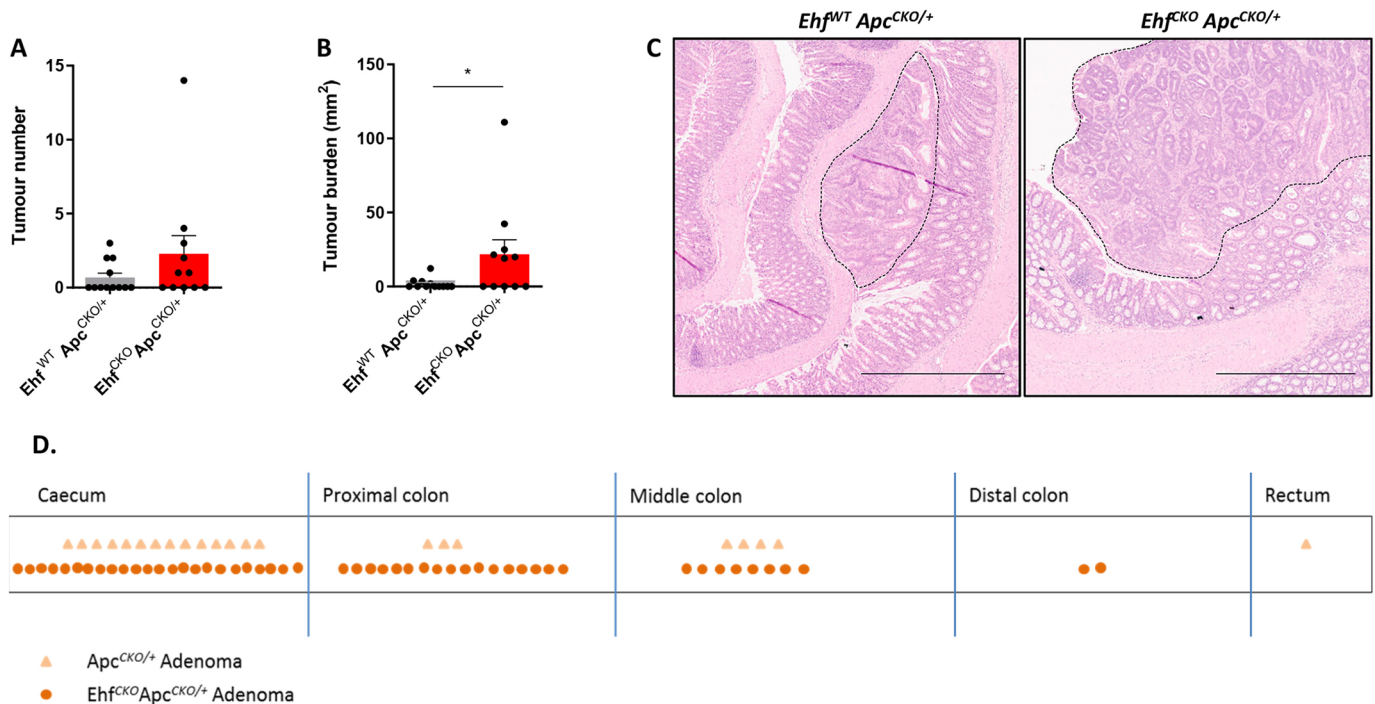 Ehf^WT Apc^CKO/+
Ehf^CKO Apc^CKO/+
A
B
C
Tumour number
15
10
5
0
Ehf^WT Apc^CKO/+
Ehf^CKO Apc^CKO/+
Tumour burden (mm²)
150
100
50
0
*
Ehf^WT Apc^CKO/+
Ehf^CKO Apc^CKO/+
D.
Caecum
Proximal colon
Middle colon
Distal colon
Rectum
Apc^CKO/+ Adenoma
Ehf^CKO Apc^CKO/+ Adenoma